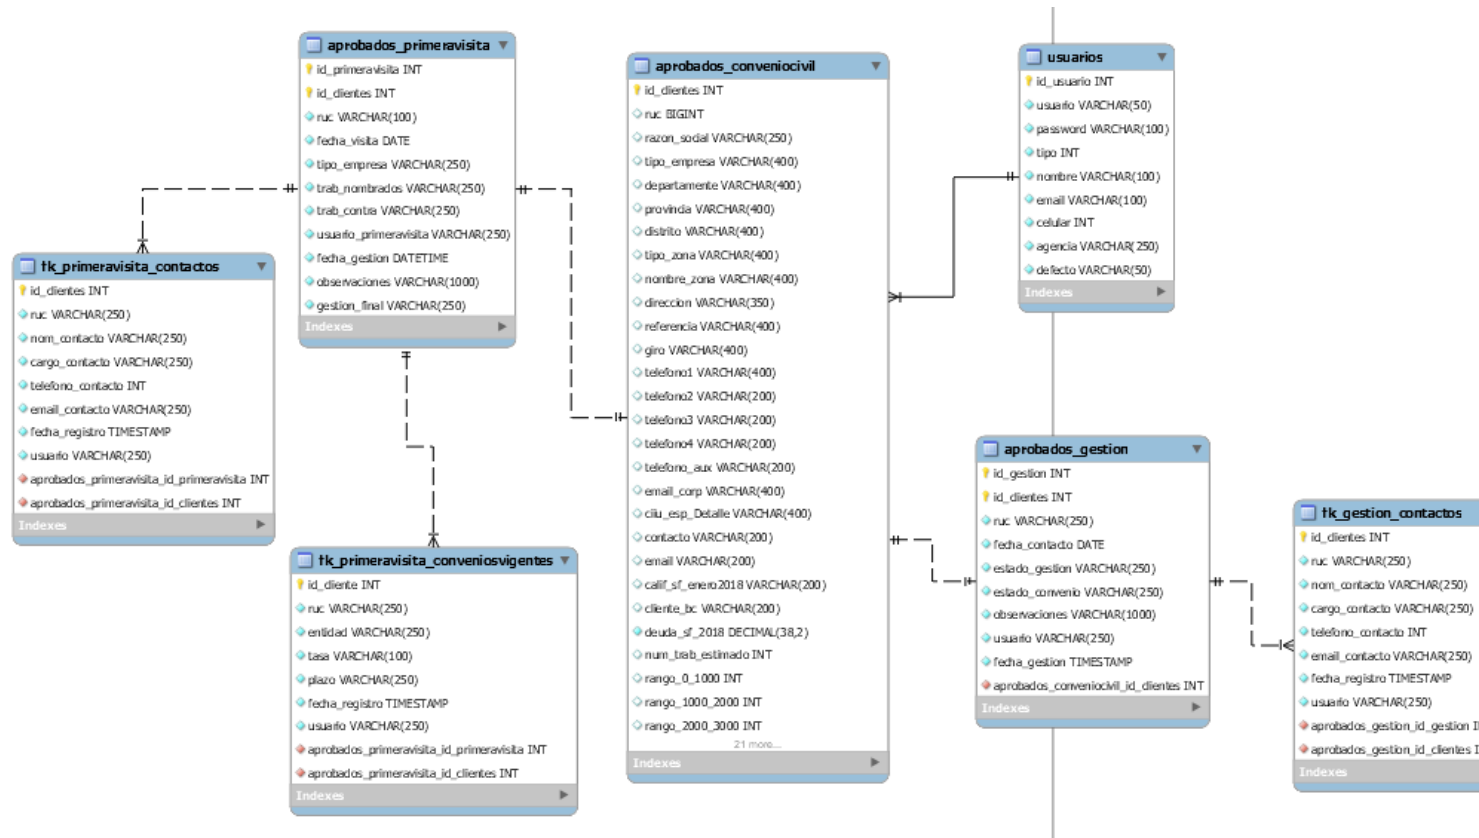 aprobados_primeravisita
id_primeravisita INT
id_clientes INT
ruc VARCHAR(100)
fecha_visita DATE
tipo_empresa VARCHAR(250)
trab_nombrados VARCHAR(250)
trab_contra VARCHAR(250)
usuario_primeravisita VARCHAR(250)
fecha_gestion DATETIME
observaciones VARCHAR(1000)
gestion_final VARCHAR(250)
Indexes
tk_primeravisita_contactos
id_clientes INT
ruc VARCHAR(250)
nom_contacto VARCHAR(250)
cargo_contacto VARCHAR(250)
telefono_contacto INT
email_contacto VARCHAR(250)
fecha_registro TIMESTAMP
usuario VARCHAR(250)
aprobados_primeravisita_id_primeravisita INT
aprobados_primeravisita_id_clientes INT
Indexes
tk_primeravisita_conveniosvigentes
id_cliente INT
ruc VARCHAR(250)
entidad VARCHAR(250)
tasa VARCHAR(100)
plazo VARCHAR(250)
fecha_registro TIMESTAMP
usuario VARCHAR(250)
aprobados_primeravisita_id_primeravisita INT
aprobados_primeravisita_id_clientes INT
Indexes
aprobados_conveniocivil
id_clientes INT
ruc BIGINT
razon_social VARCHAR(250)
tipo_empresa VARCHAR(400)
departamente VARCHAR(400)
provincia VARCHAR(400)
distrito VARCHAR(400)
tipo_zona VARCHAR(400)
nombre_zona VARCHAR(400)
direccion VARCHAR(350)
referencia VARCHAR(400)
giro VARCHAR(400)
telefono1 VARCHAR(400)
telefono2 VARCHAR(200)
telefono3 VARCHAR(200)
telefono4 VARCHAR(200)
telefono_aux VARCHAR(200)
email_corp VARCHAR(400)
ciiu_esp_Detalle VARCHAR(400)
contacto VARCHAR(200)
email VARCHAR(200)
calif_sf_enero2018 VARCHAR(200)
cliente_bc VARCHAR(200)
deuda_sf_2018 DECIMAL(38,2)
num_trab_estimado INT
rango_0_1000 INT
rango_1000_2000 INT
rango_2000_3000 INT
21 more...
Indexes
usuarios
id_usuario INT
usuario VARCHAR(50)
password VARCHAR(100)
tipo INT
nombre VARCHAR(100)
email VARCHAR(100)
celular INT
agencia VARCHAR(250)
defecto VARCHAR(50)
Indexes
aprobados_gestion
id_gestion INT
id_clientes INT
ruc VARCHAR(250)
fecha_contacto DATE
estado_gestion VARCHAR(250)
estado_convenio VARCHAR(250)
observaciones VARCHAR(1000)
usuario VARCHAR(250)
fecha_gestion TIMESTAMP
aprobados_conveniocivil_id_clientes INT
Indexes
tk_gestion_contactos
id_clientes INT
ruc VARCHAR(250)
nom_contacto VARCHAR(250)
cargo_contacto VARCHAR(250)
telefono_contacto INT
email_contacto VARCHAR(250)
fecha_registro TIMESTAMP
usuario VARCHAR(250)
aprobados_gestion_id_gestion
aprobados_gestion_id_clientes
Indexes